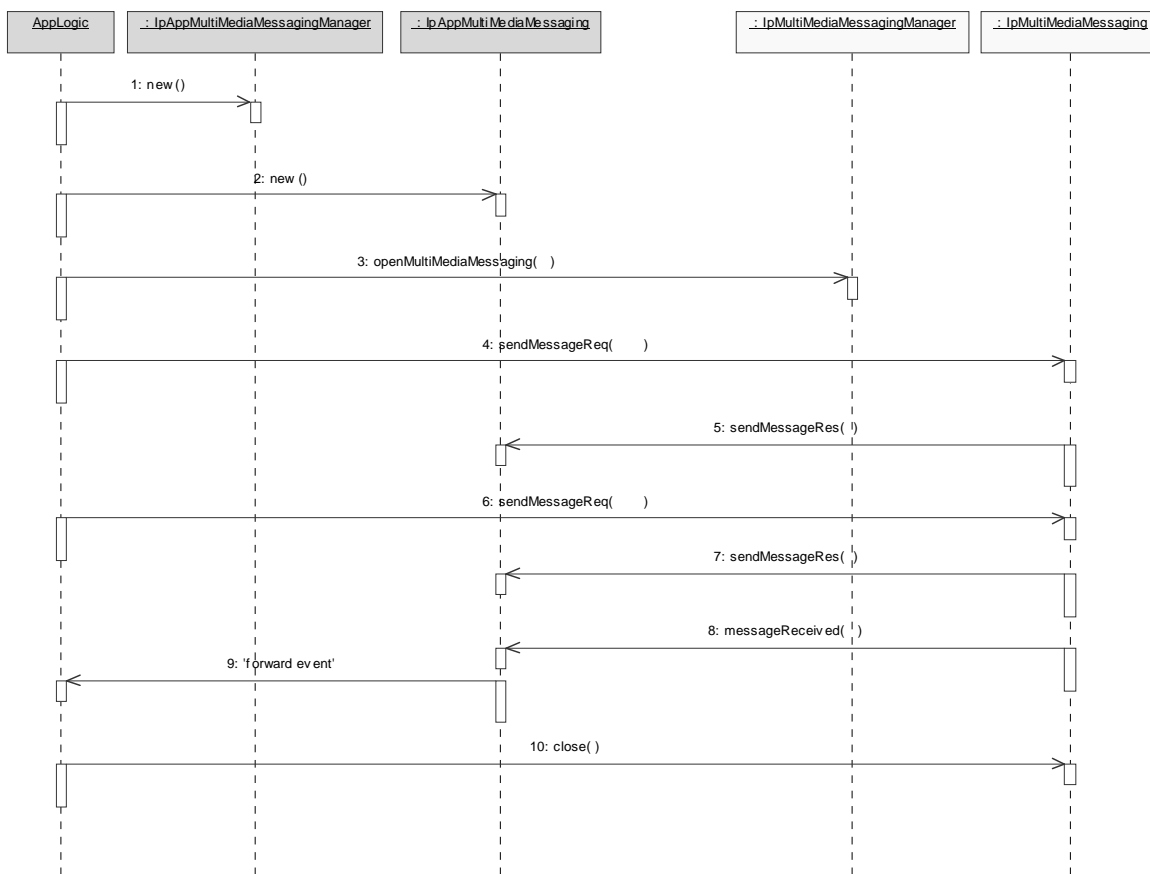 AppLogic
: IpAppMultiMediaMessagingManager
: IpAppMultiMediaMessaging
: IpMultiMediaMessagingManager
: IpMultiMediaMessaging
1: new()
2: new()
3: openMultiMediaMessaging( )
4: sendMessageReq( )
5: sendMessageRes( )
6: sendMessageReq( )
7: sendMessageRes( )
8: messageReceived( )
9: 'forward event'
10: close( )